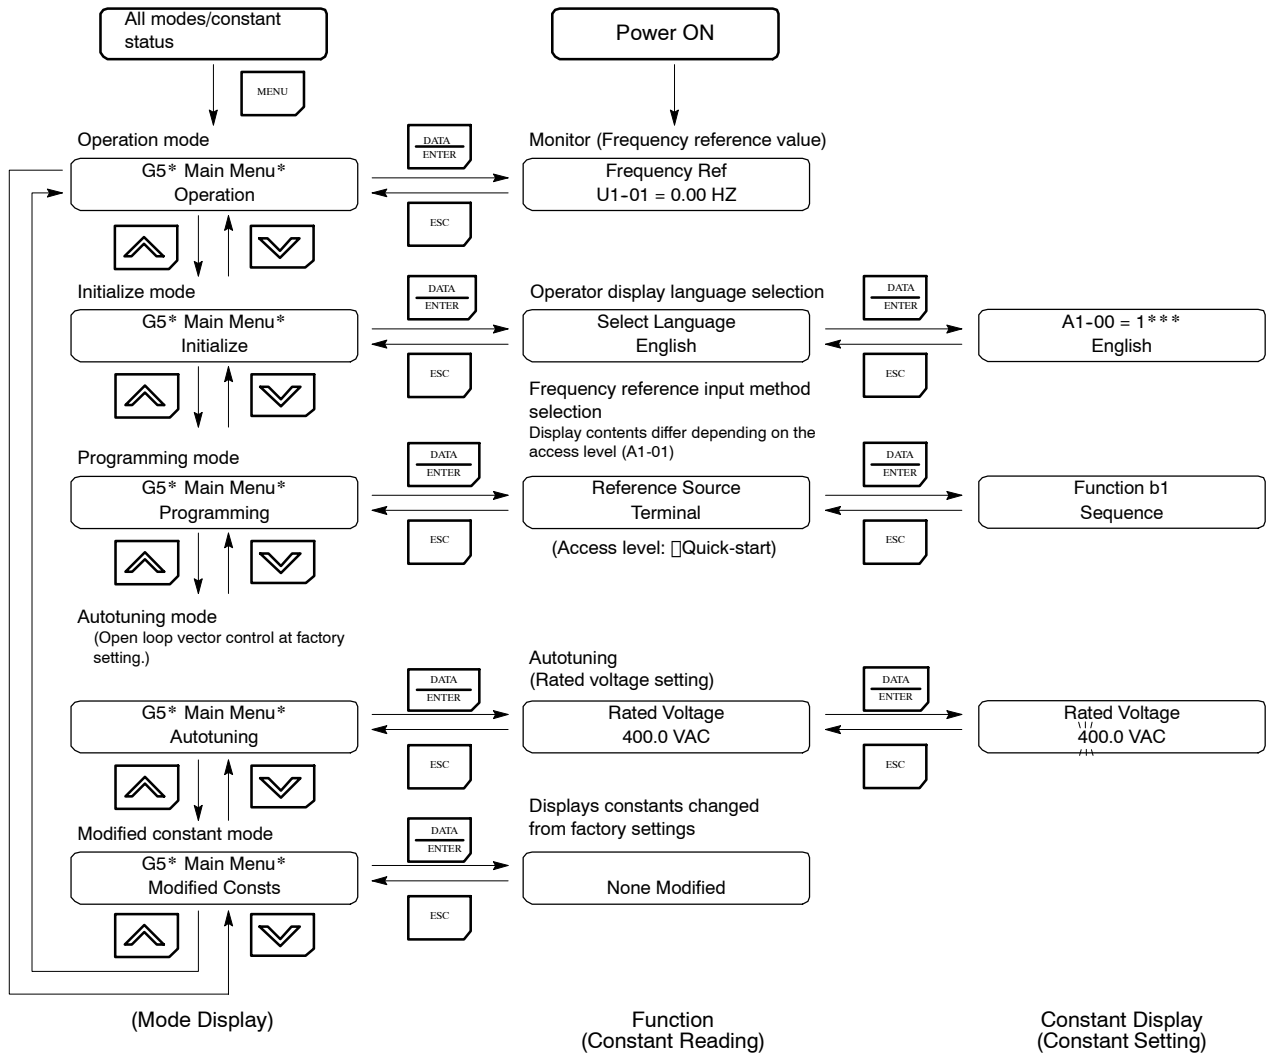 All modes/constant
status
Power ON
MENU
Operation mode
DATA
ENTER
Monitor (Frequency reference value)
G5* Main Menu*
Operation
Frequency Ref
U1-01 = 0.00 HZ
ESC
Initialize mode
DATA
ENTER
Operator display language selection
DATA
ENTER
G5* Main Menu*
Initialize
Select Language
English
A1-00 = 1***
English
ESC
ESC
Frequency reference input method
selection
Display contents differ depending on the
access level (A1-01)
Programming mode
DATA
ENTER
DATA
ENTER
G5* Main Menu*
Programming
Reference Source
Terminal
Function b1
Sequence
ESC
ESC
(Access level: ▯Quick-start)
Autotuning mode
(Open loop vector control at factory
setting.)
Autotuning
(Rated voltage setting)
DATA
ENTER
DATA
ENTER
G5* Main Menu*
Autotuning
Rated Voltage
400.0 VAC
Rated Voltage
400.0 VAC
ESC
ESC
Displays constants changed
from factory settings
Modified constant mode
DATA
ENTER
G5* Main Menu*
Modified Consts
None Modified
ESC
(Mode Display)
Function
(Constant Reading)
Constant Display
(Constant Setting)